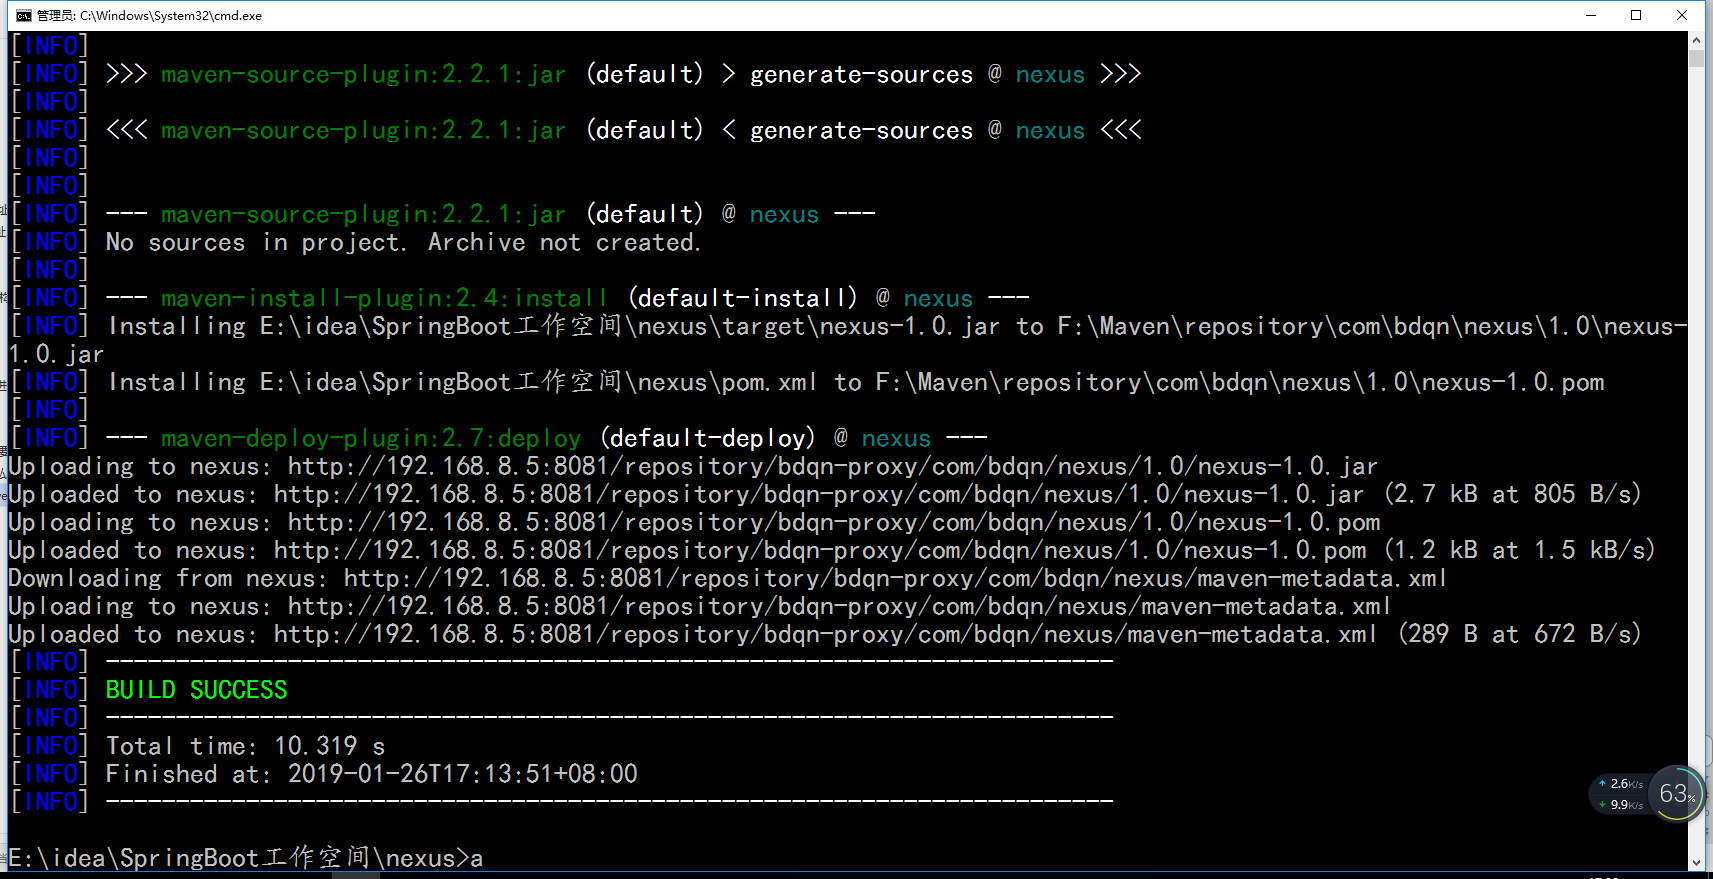 管理员: C:\Windows\System32\cmd.exe
[INFO]
[INFO] >>> maven-source-plugin:2.2.1:jar (default) > generate-sources @ nexus >>>
[INFO]
[INFO] <<< maven-source-plugin:2.2.1:jar (default) < generate-sources @ nexus <<<
[INFO]
[INFO]
[INFO] --- maven-source-plugin:2.2.1:jar (default) @ nexus ---
[INFO] No sources in project. Archive not created.
[INFO]
[INFO] --- maven-install-plugin:2.4:install (default-install) @ nexus ---
[INFO] Installing E:\idea\SpringBoot工作空间\nexus\target\nexus-1.0.jar to F:\Maven\repository\com\bdqn\nexus\1.0\nexus-
1.0.jar
[INFO] Installing E:\idea\SpringBoot工作空间\nexus\pom.xml to F:\Maven\repository\com\bdqn\nexus\1.0\nexus-1.0.pom
[INFO]
[INFO] --- maven-deploy-plugin:2.7:deploy (default-deploy) @ nexus ---
Uploading to nexus: http://192.168.8.5:8081/repository/bdqn-proxy/com/bdqn/nexus/1.0/nexus-1.0.jar
Uploaded to nexus: http://192.168.8.5:8081/repository/bdqn-proxy/com/bdqn/nexus/1.0/nexus-1.0.jar (2.7 kB at 805 B/s)
Uploading to nexus: http://192.168.8.5:8081/repository/bdqn-proxy/com/bdqn/nexus/1.0/nexus-1.0.pom
Uploaded to nexus: http://192.168.8.5:8081/repository/bdqn-proxy/com/bdqn/nexus/1.0/nexus-1.0.pom (1.2 kB at 1.5 kB/s)
Downloading from nexus: http://192.168.8.5:8081/repository/bdqn-proxy/com/bdqn/nexus/maven-metadata.xml
Uploading to nexus: http://192.168.8.5:8081/repository/bdqn-proxy/com/bdqn/nexus/maven-metadata.xml
Uploaded to nexus: http://192.168.8.5:8081/repository/bdqn-proxy/com/bdqn/nexus/maven-metadata.xml (289 B at 672 B/s)
[INFO] ------------------------------------------------------------------------
[INFO] BUILD SUCCESS
[INFO] ------------------------------------------------------------------------
[INFO] Total time: 10.319 s
[INFO] Finished at: 2019-01-26T17:13:51+08:00
[INFO] ------------------------------------------------------------------------
2.6K/s
9.9K/s
63%
E:\idea\SpringBoot工作空间\nexus>a